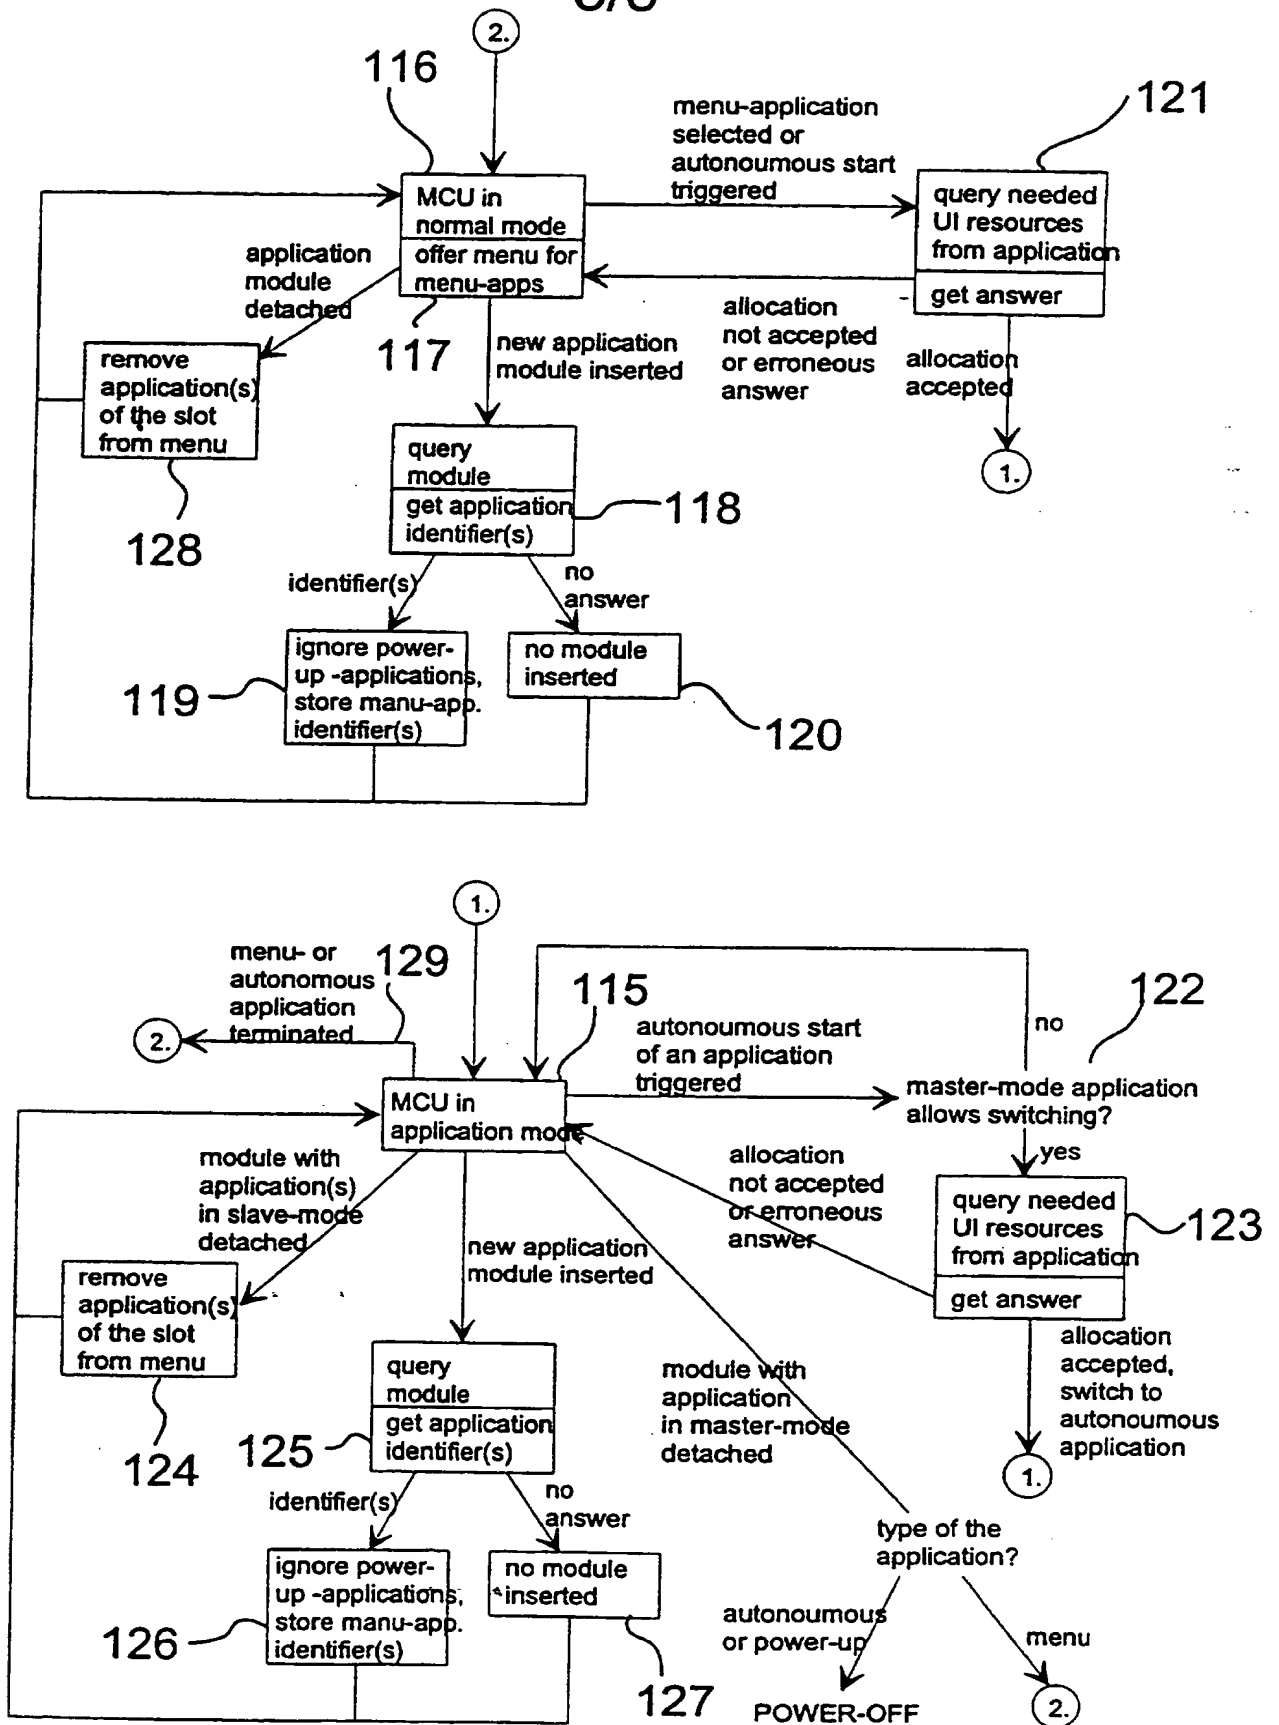 2.
116
121
menu-application
selected or
autonoumous start
triggered
MCU in
normal mode
offer menu for
menu-apps
query needed
UI resources
from application
get answer
application
module
detached
117
new application
module inserted
allocation
not accepted
or erroneous
answer
allocation
accepted
1.
remove
application(s)
of the slot
from menu
128
query
module
get application
identifier(s)
118
identifier(s)
no
answer
ignore power-
up -applications,
store manu-app.
identifier(s)
119
no module
inserted
120
1.
menu- or
autonomous
application
terminated
129
2.
115
autonoumous start
of an application
triggered
no
122
master-mode application
allows switching?
yes
MCU in
application mode
module with
application(s)
in slave-mode
detached
allocation
not accepted
or erroneous
answer
query needed
UI resources
from application
get answer
123
new application
module inserted
remove
application(s)
of the slot
from menu
124
query
module
get application
identifier(s)
125
module with
application
in master-mode
detached
allocation
accepted,
switch to
autonoumous
application
1.
identifier(s)
no
answer
type of the
application?
ignore power-
up -applications,
store manu-app.
identifier(s)
126
no module
inserted
127
autonoumous
or power-up
menu
POWER-OFF
2.